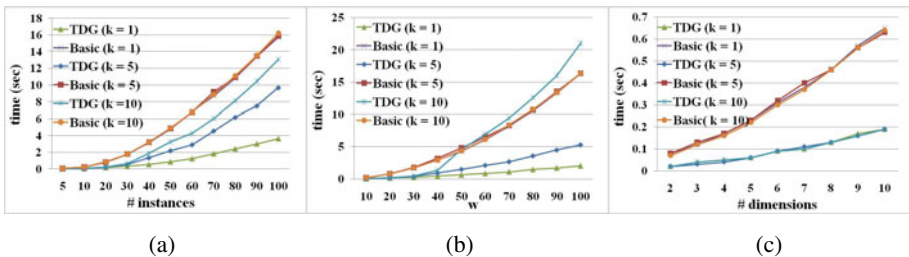 time (sec)
18
16
14
12
10
8
6
4
2
0
TDG (k = 1)
Basic (k = 1)
TDG (k = 5)
Basic (k = 5)
TDG (k =10)
Basic (k = 10)
5 10 20 30 40 50 60 70 80 90 100
# instances
(a)
time (sec)
25
20
15
10
5
0
TDG (k = 1)
Basic (k = 1)
TDG (k = 5)
Basic (k = 5)
TDG (k = 10)
Basic (k = 10)
10 20 30 40 50 60 70 80 90 100
w
(b)
time (sec)
0.7
0.6
0.5
0.4
0.3
0.2
0.1
0
TDG (k = 1)
Basic (k = 1)
TDG (k = 5)
Basic (k = 5)
TDG (k = 10)
Basic (k = 10)
2 3 4 5 6 7 8 9 10
# dimensions
(c)